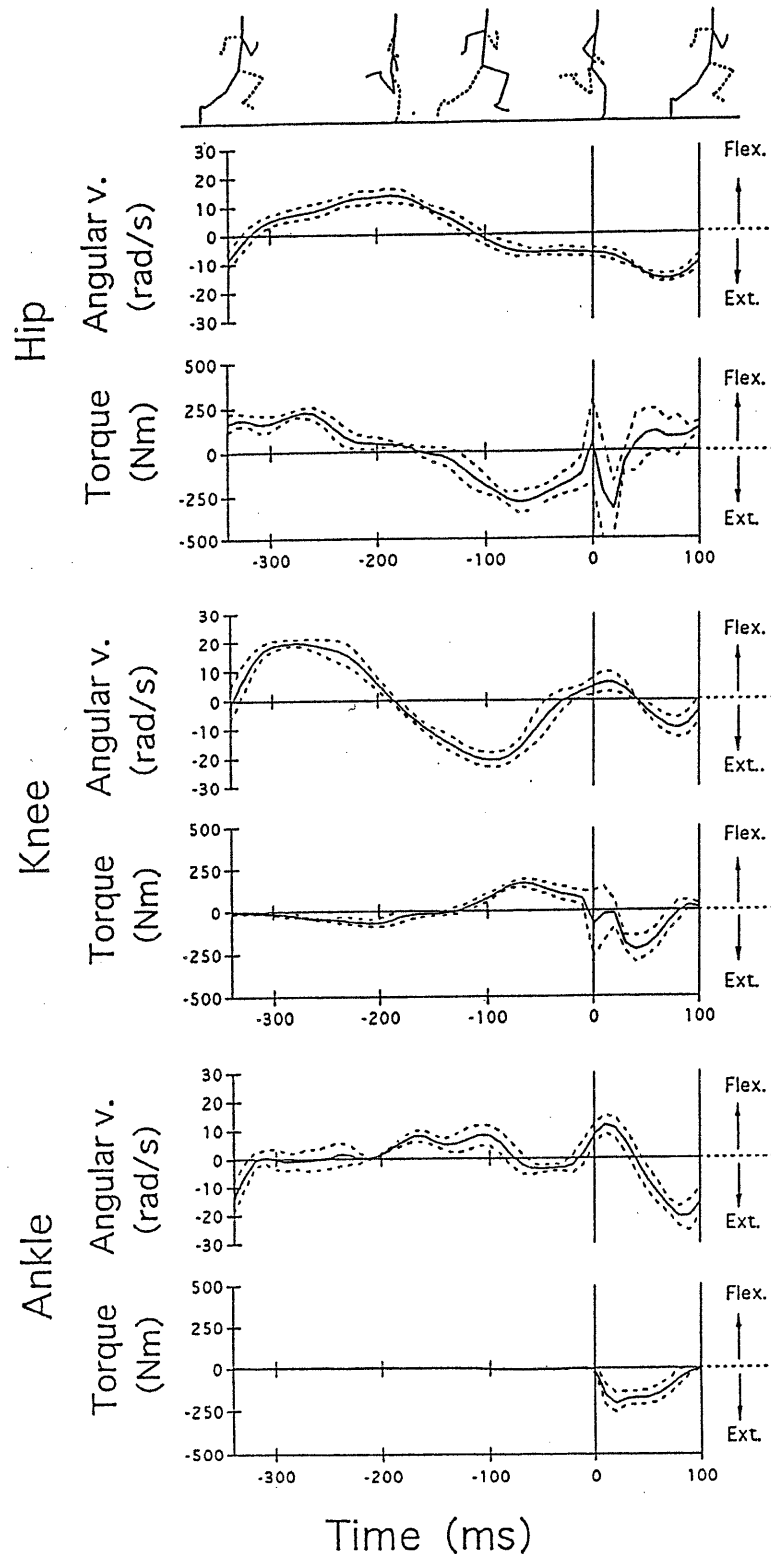 Hip
Angular v.
(rad/s)
30
20
10
0
-10
-20
-30
Flex.
Ext.
Torque
(Nm)
500
250
0
-250
-500
-300
-200
-100
0
100
Flex.
Ext.
Knee
Angular v.
(rad/s)
30
20
10
0
-10
-20
-30
Flex.
Ext..
Torque
(Nm)
500
250
0
-250
-500
-300
-200
-100
0
100
Flex.
Ext.
Ankle
Angular v.
(rad/s)
30
20
10
0
-10
-20
-30
Flex.
Ext.
Torque
(Nm)
500
250
0
-250
-500
-300
-200
-100
0
100
Flex.
Ext.
Time (ms)